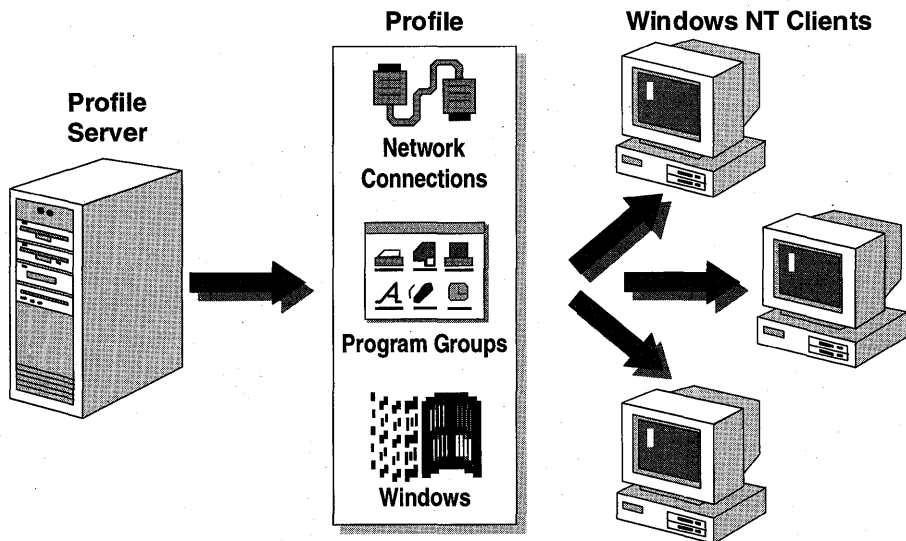 Profile
Server
Profile
Network
Connections
Program Groups
Windows
Windows NT Clients